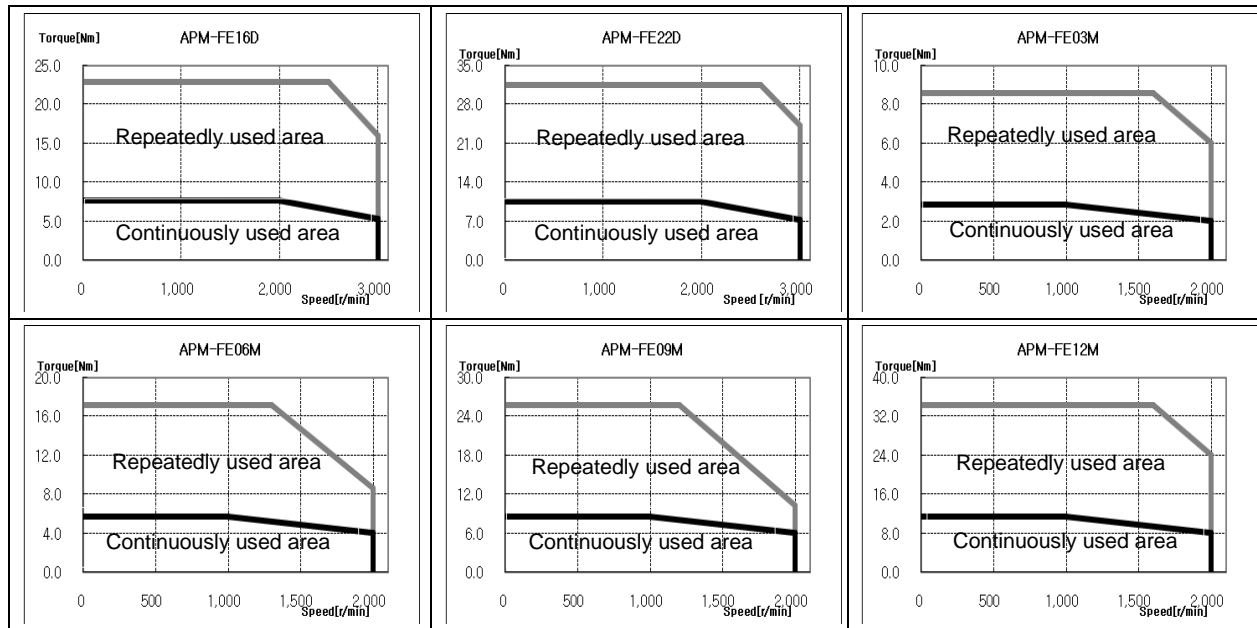 APM-FE16D
Torque[Nm]
25.0
20.0
15.0
10.0
5.0
0.0
Repeatedly used area
Continuously used area
0 1,000 2,000 3,000
Speed[r/min]
APM-FE22D
Torque[Nm]
35.0
28.0
21.0
14.0
7.0
0.0
Repeatedly used area
Continuously used area
0 1,000 2,000 3,000
Speed[r/min]
APM-FE03M
Torque[Nm]
10.0
8.0
6.0
4.0
2.0
0.0
Repeatedly used area
Continuously used area
0 500 1,000 1,500 2,000
Speed[r/min]
APM-FE06M
Torque[Nm]
20.0
16.0
12.0
8.0
4.0
0.0
Repeatedly used area
Continuously used area
0 500 1,000 1,500 2,000
Speed[r/min]
APM-FE09M
Torque[Nm]
30.0
24.0
18.0
12.0
6.0
0.0
Repeatedly used area
Continuously used area
0 500 1,000 1,500 2,000
Speed[r/min]
APM-FE12M
Torque[Nm]
40.0
32.0
24.0
16.0
8.0
0.0
Repeatedly used area
Continuously used area
0 500 1,000 1,500 2,000
Speed[r/min]